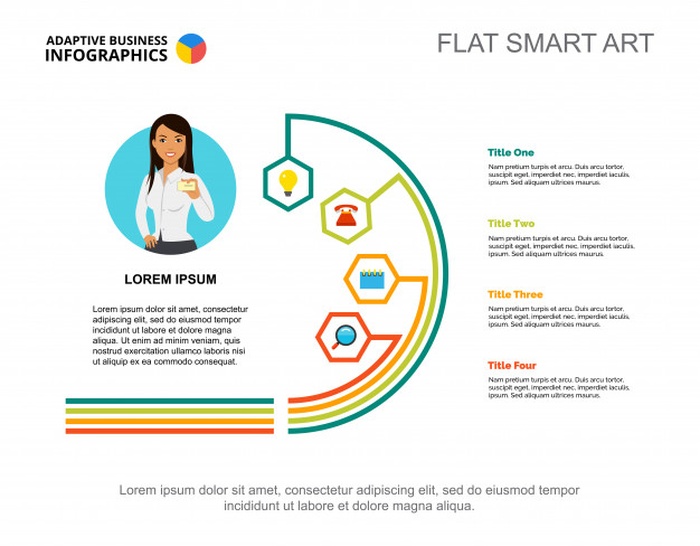 ADAPTIVE BUSINESS
INFOGRAPHICS
FLAT SMART ART
LOREM IPSUM
Lorem ipsum dolor sit amet, consectetur
adipiscing elit, sed do eiusmod tempor
incididunt ut labore et dolore magna
aliqua. Ut enim ad minim veniam, quis
nostrud exercitation ullamco laboris nisi
ut aliquip ex ea commodo consequat.
Title One
Nam rutrum turpis et arcu. Duis arcu tortor,
suscipit eget, imperdiet nec, imperdiet iaculis,
ipsum. Sed aliquam ultrices mauris.
Title Two
Nam rutrum turpis et arcu. Duis arcu tortor,
suscipit eget, imperdiet nec, imperdiet iaculis,
ipsum. Sed aliquam ultrices mauris.
Title Three
Nam rutrum turpis et arcu. Duis arcu tortor,
suscipit eget, imperdiet nec, imperdiet iaculis,
ipsum. Sed aliquam ultrices mauris.
Title Four
Nam rutrum turpis et arcu. Duis arcu tortor,
suscipit eget, imperdiet nec, imperdiet iaculis,
ipsum. Sed aliquam ultrices mauris.
Lorem ipsum dolor sit amet, consectetur adipiscing elit, sed do eiusmod tempor
incididunt ut labore et dolore magna aliqua.